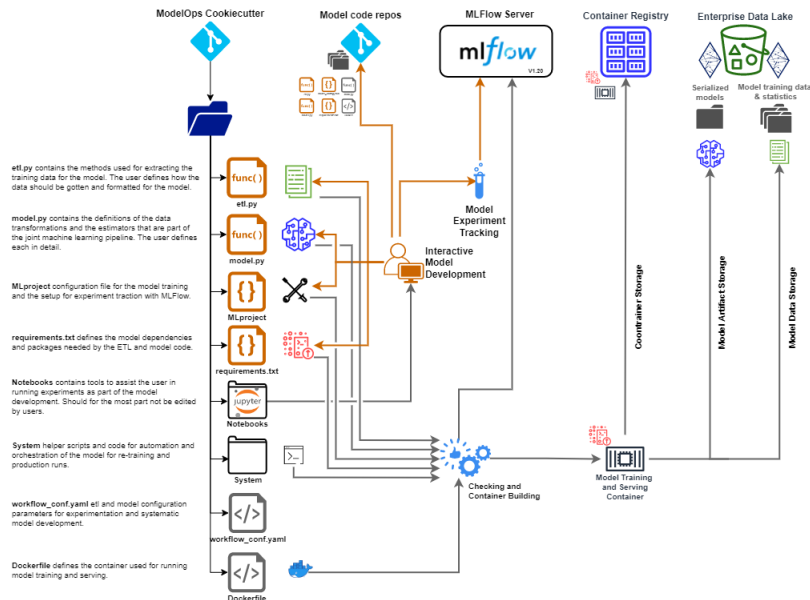 ModelOps Cookiecutter
Model code repos
MLFlow Server
Container Registry
Enterprise Data Lake
mlflow
V1.20
Serialized
models
Model training data
& statistics
etl.py contains the methods used for extracting the
training data for the model. The user defines how the
data should be gotten and formatted for the model.
func( )
etl.py
model.py contains the definitions of the data
transformations and the estimators that are part of
the joint machine learning pipeline. The user defines
each in detail.
func( )
model.py
Model
Experiment
Tracking
Interactive
Model
Development
MLproject configuration file for the model training
and the setup for experiment traction with MLFlow.
{}
MLproject
requirements.txt defines the model dependencies
and packages needed by the ETL and model code.
{}
requirements.txt
Coontrainer Storage
Model Artifact Storage
Model Data Storage
Notebooks contains tools to assist the user in
running experiments as part of the model
development. Should for the most part not be edited
by users.
jupyter
Notebooks
System helper scripts and code for automation and
orchestration of the model for re-training and
production runs.
System
Checking and
Container Building
Model Training
and Serving
Container
workflow_conf.yaml etl and model configuration
parameters for experimentation and systematic
model development.
</>
workflow_conf.yaml
Dockerfile defines the container used for running
model training and serving.
</>
Dockerfile